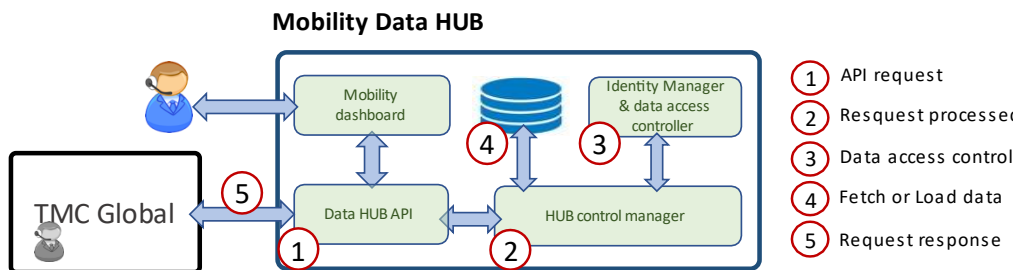 Mobility Data HUB
Mobility
dashboard
Identity Manager
& data access
controller
4
3
5
TMC Global
Data HUB API
HUB control manager
1
2
1 API request
2 Resquest processed
3 Data access control
4 Fetch or Load data
5 Request response